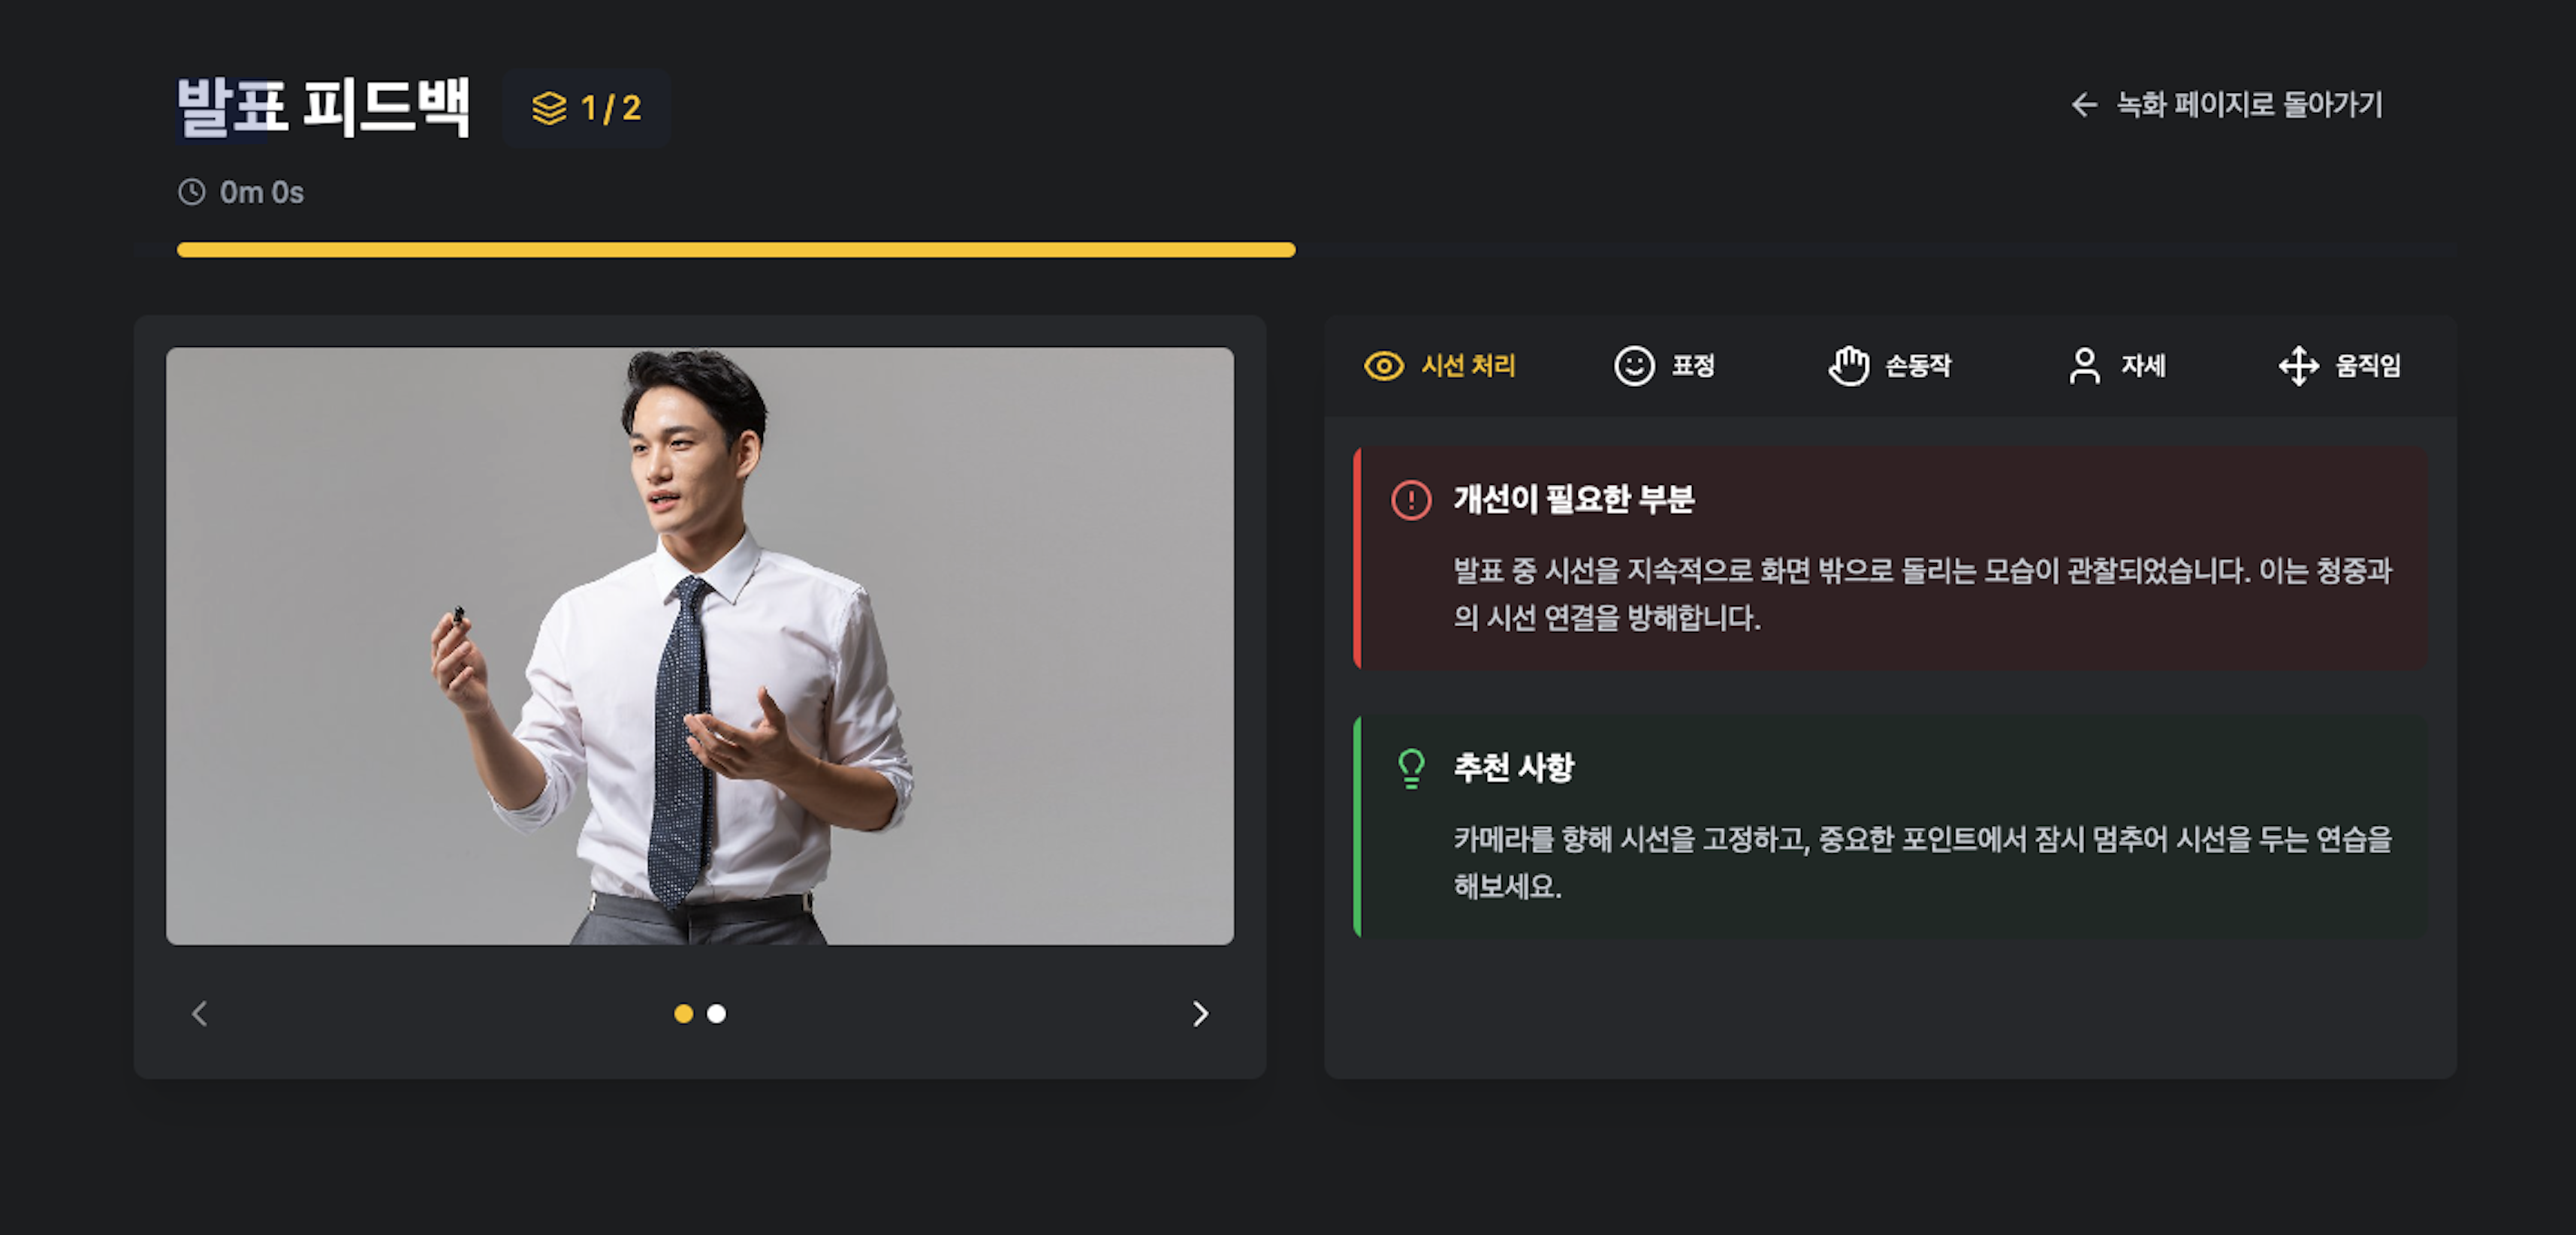 발표 피드백
1 / 2
녹화 페이지로 돌아가기
0m 0s
시선 처리
표정
손동작
자세
움직임
개선이 필요한 부분
발표 중 시선을 지속적으로 화면 밖으로 돌리는 모습이 관찰되었습니다. 이는 청중과
의 시선 연결을 방해합니다.
추천 사항
카메라를 향해 시선을 고정하고, 중요한 포인트에서 잠시 멈추어 시선을 두는 연습을
해보세요.